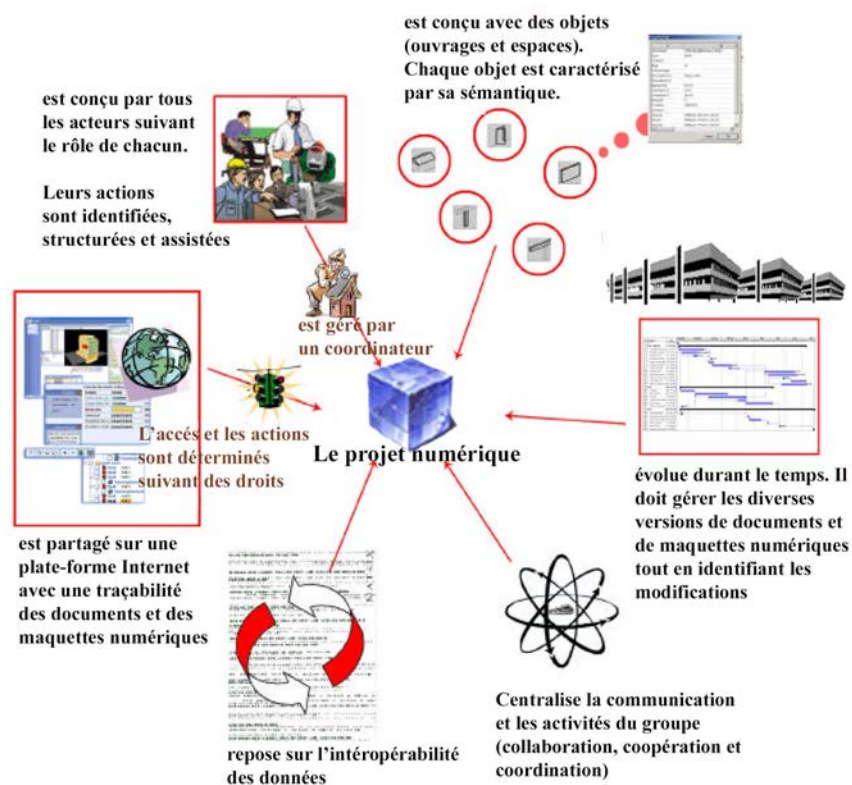 est conçu avec des objets
(ouvrages et espaces).
Chaque objet est caractérisé
par sa sémantique.
est conçu par tous
les acteurs suivant
le rôle de chacun.
Leurs actions
sont identifiées,
structurées et assistées
est géré par
un coordinateur
L'accés et les actions
sont déterminés
suivant des droits
Le projet numérique
évolue durant le temps. Il
doit gérer les diverses
versions de documents et
de maquettes numériques
tout en identifiant les
modifications
est partagé sur une
plate-forme Internet
avec une traçabilité
des documents et des
maquettes numériques
Centralise la communication
et les activités du groupe
(collaboration, coopération et
coordination)
repose sur l'intéropérabilité
des données